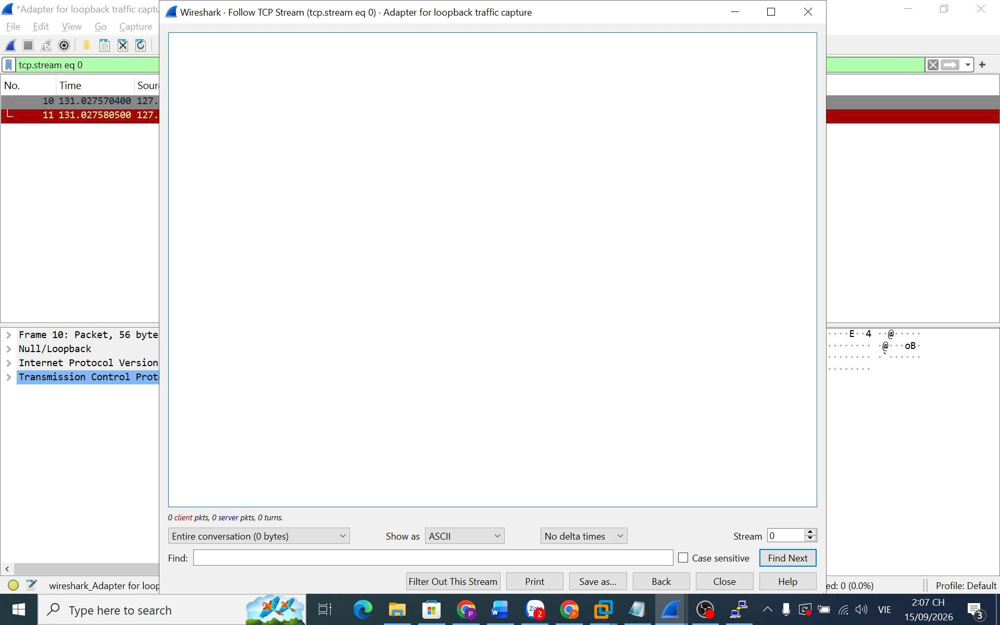 *Adapter for loopback traffic captu
Wireshark · Follow TCP Stream (tcp.stream eq 0) · Adapter for loopback traffic capture
File Edit View Go Capture
tcp.stream eq 0
No. Time Sour
10 131.027570400 127.
11 131.027580500 127.
Frame 10: Packet, 56 byte
Null/Loopback
Internet Protocol Version
Transmission Control Prot
····E··4 ··@·····
········ ·@···oB·
········ ·`······
········
0 client pkts, 0 server pkts, 0 turns.
Entire conversation (0 bytes) Show as ASCII No delta times Stream 0
Find: Case sensitive Find Next
Filter Out This Stream Print Save as... Back Close Help
wireshark_Adapter for loop
ed: 0 (0.0%) Profile: Default
Type here to search
VIE
2:07 CH
15/09/2026
3